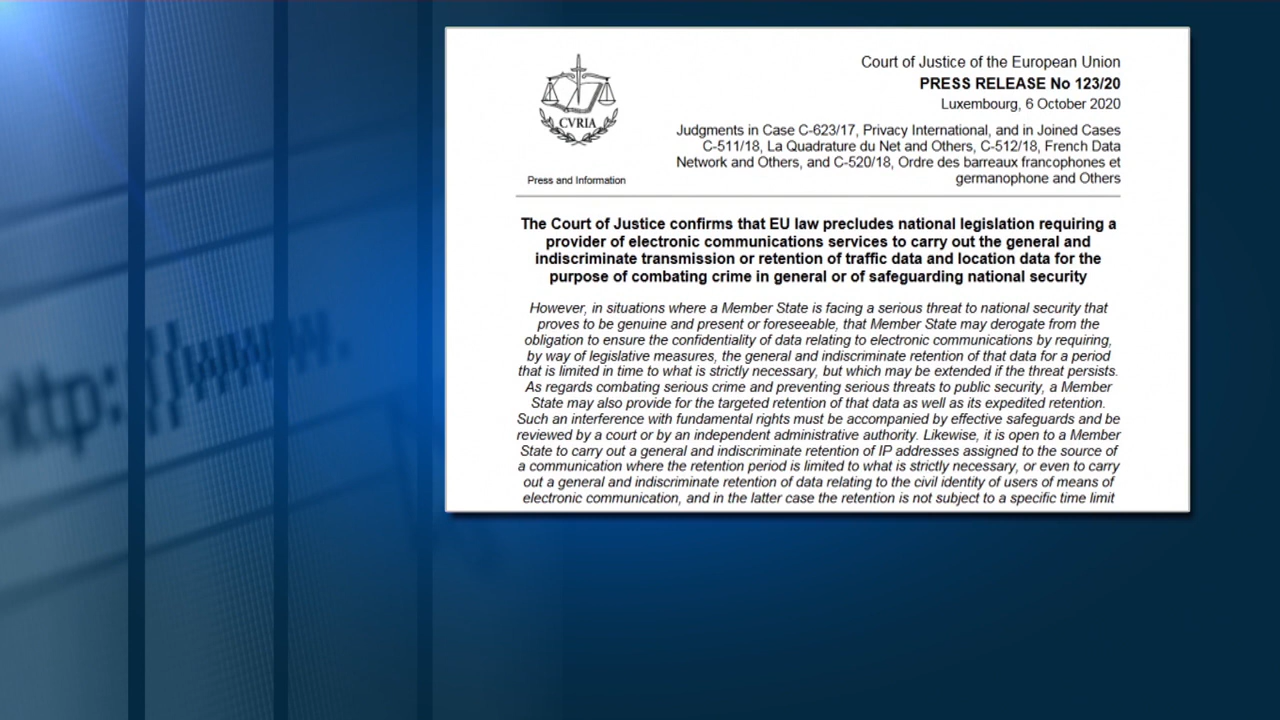 Court of Justice of the European Union
PRESS RELEASE No 123/20
Luxembourg, 6 October 2020
Judgments in Case C-623/17, Privacy International, and in Joined Cases
C-511/18, La Quadrature du Net and Others, C-512/18, French Data
Network and Others, and C-520/18, Ordre des barreaux francophones et
germanophone and Others
CVRIA
Press and Information
The Court of Justice confirms that EU law precludes national legislation requiring a
provider of electronic communications services to carry out the general and
indiscriminate transmission or retention of traffic data and location data for the
purpose of combating crime in general or of safeguarding national security
However, in situations where a Member State is facing a serious threat to national security that
proves to be genuine and present or foreseeable, that Member State may derogate from the
obligation to ensure the confidentiality of data relating to electronic communications by requiring,
by way of legislative measures, the general and indiscriminate retention of that data for a period
that is limited in time to what is strictly necessary, but which may be extended if the threat persists.
As regards combating serious crime and preventing serious threats to public security, a Member
State may also provide for the targeted retention of that data as well as its expedited retention.
Such an interference with fundamental rights must be accompanied by effective safeguards and be
reviewed by a court or by an independent administrative authority. Likewise, it is open to a Member
State to carry out a general and indiscriminate retention of IP addresses assigned to the source of
a communication where the retention period is limited to what is strictly necessary, or even to carry
out a general and indiscriminate retention of data relating to the civil identity of users of means of
electronic communication, and in the latter case the retention is not subject to a specific time limit
http://www.